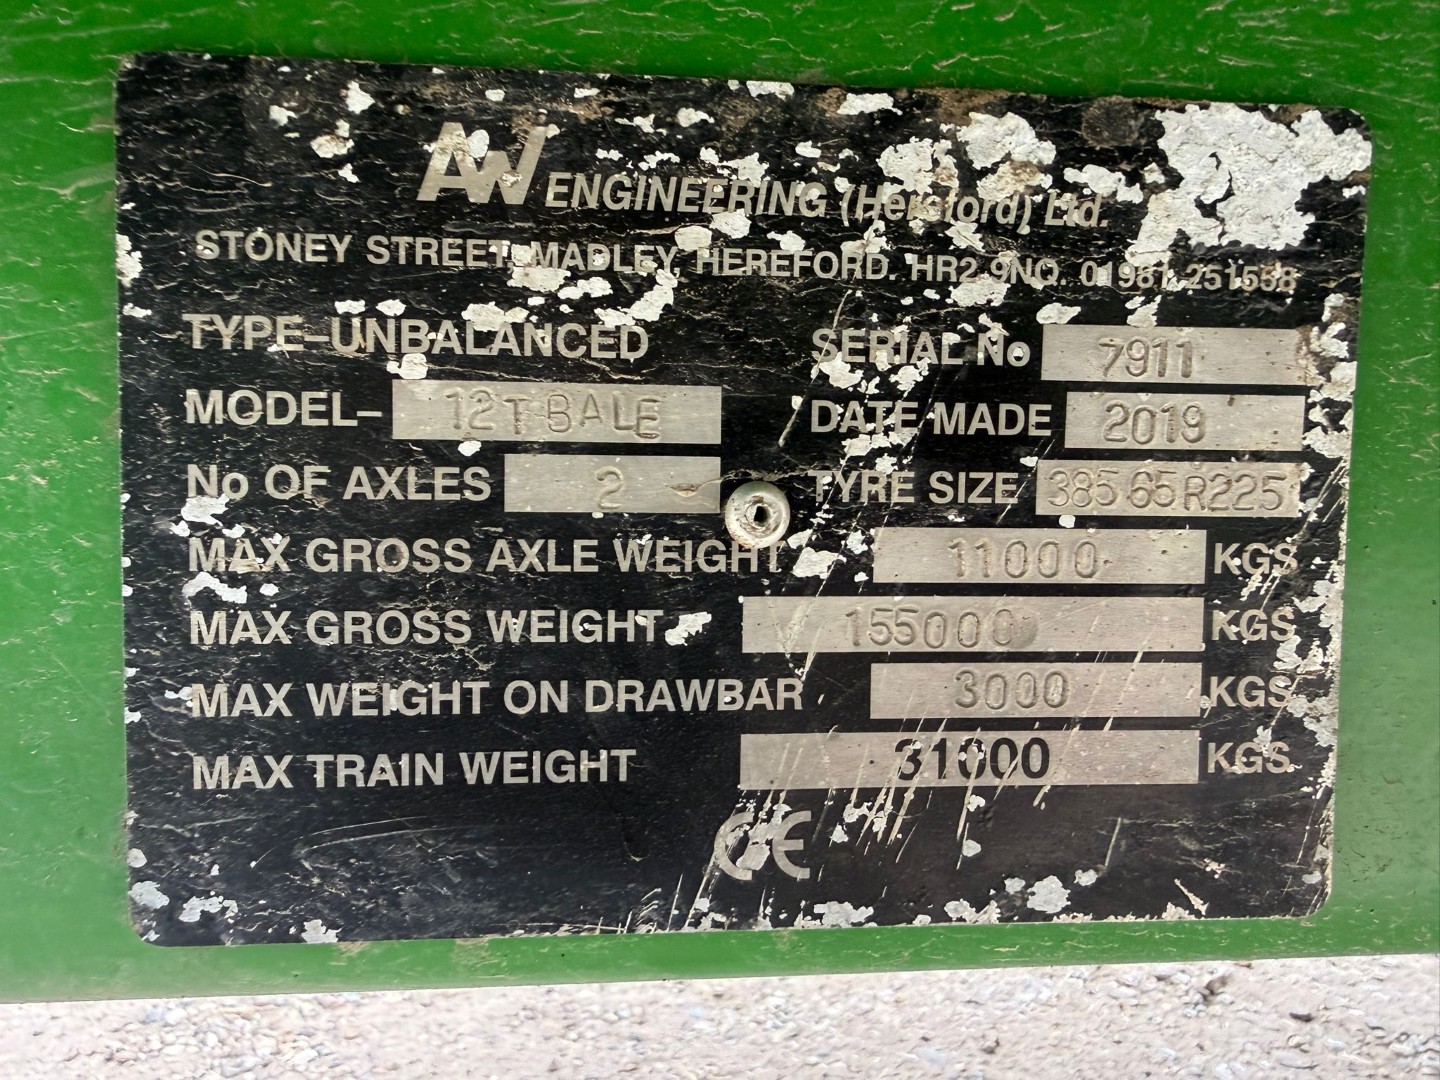 AW ENGINEERING (Hereford) Ltd.
STONEY STREET, MADLEY, HEREFORD. HR2 9NQ. 01981 251558
TYPE-UNBALANCED
SERIAL No 7911
MODEL- 12T BALE
DATE MADE 2019
No OF AXLES 2
TYRE SIZE 385 65 R225
MAX GROSS AXLE WEIGHT 11000 KGS
MAX GROSS WEIGHT 155000 KGS
MAX WEIGHT ON DRAWBAR 3000 KGS
MAX TRAIN WEIGHT 31000 KGS
CE